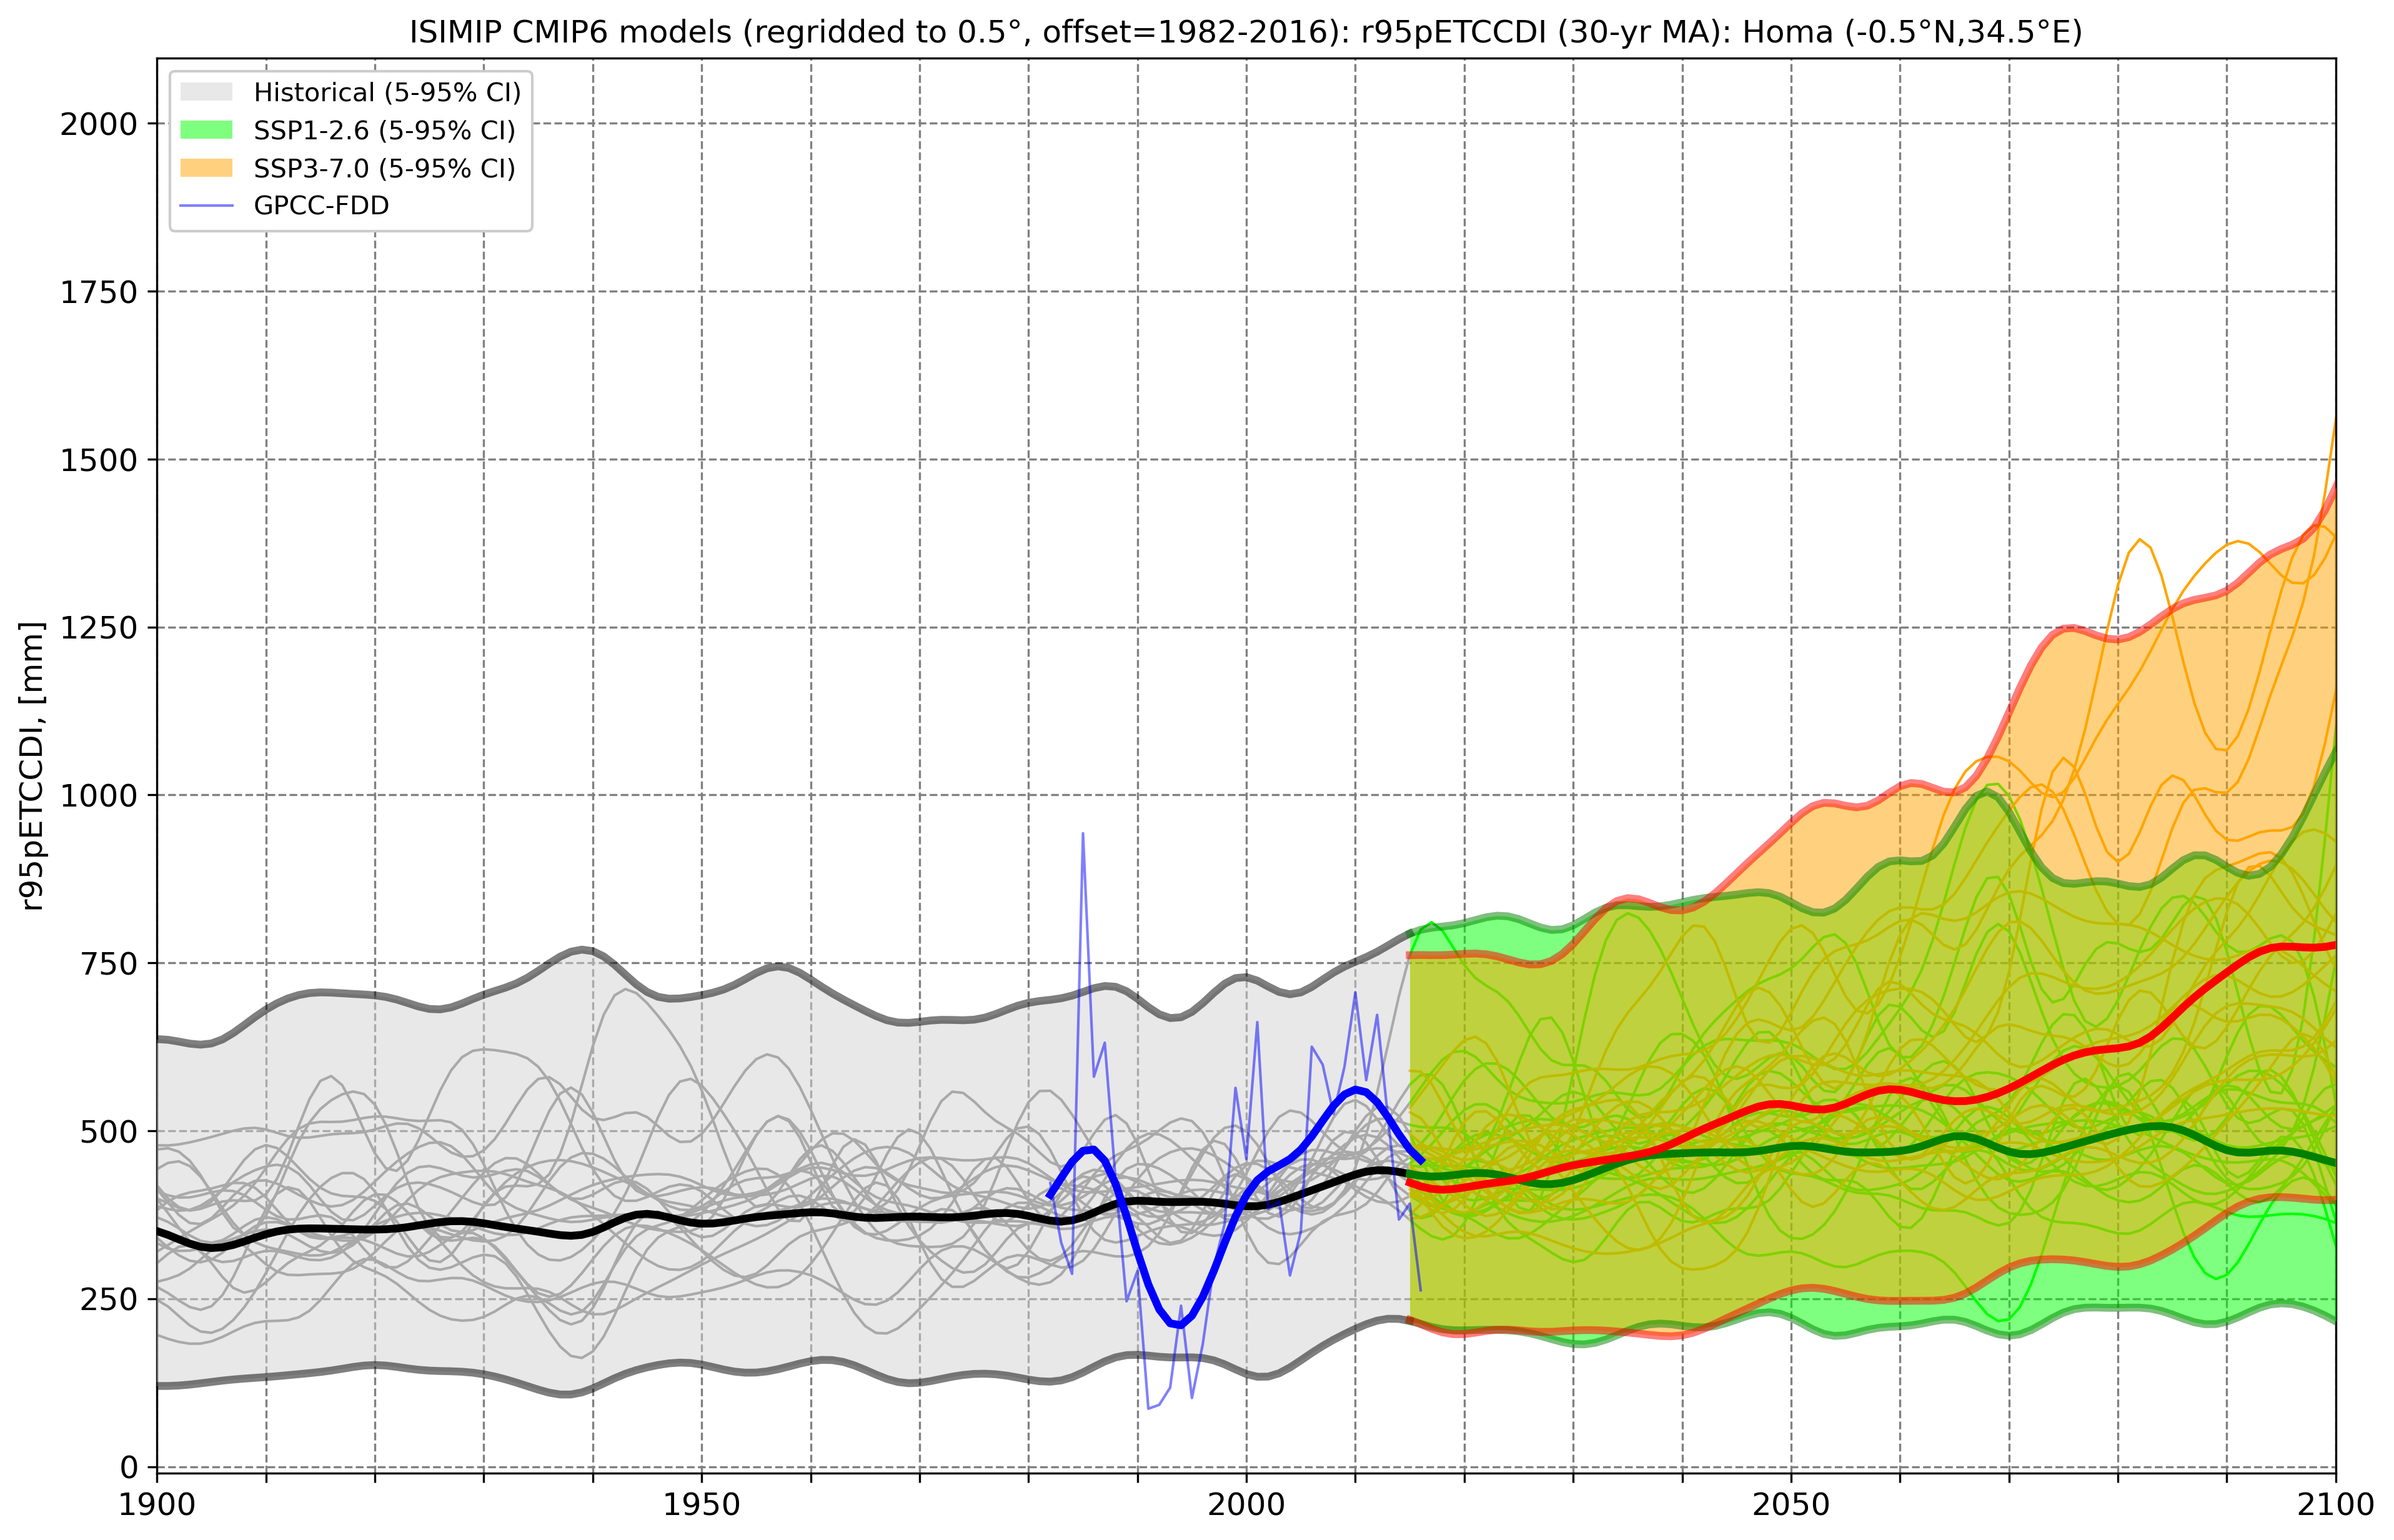 ISIMIP CMIP6 models (regridded to 0.5°, offset=1982-2016): r95pETCCDI (30-yr MA): Homa (-0.5°N,34.5°E)
Historical (5-95% CI)
SSP1-2.6 (5-95% CI)
SSP3-7.0 (5-95% CI)
GPCC-FDD
r95pETCCDI, [mm]
2000
1750
1500
1250
1000
750
500
250
0
1900 1950 2000 2050 2100